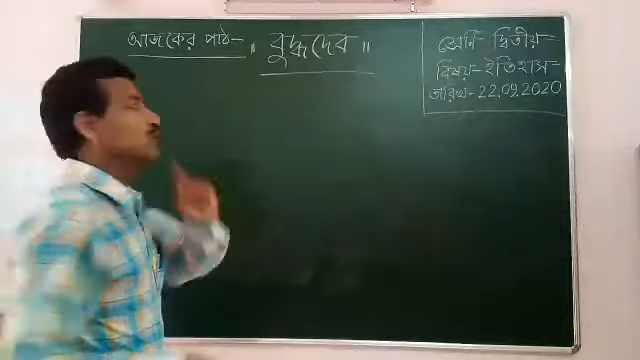 আজকের পাঠ- " বুদ্ধদেব "
শ্রেণি- দ্বিতীয়
বিষয়- ইতিহাস
তারিখ- 22.09.2020